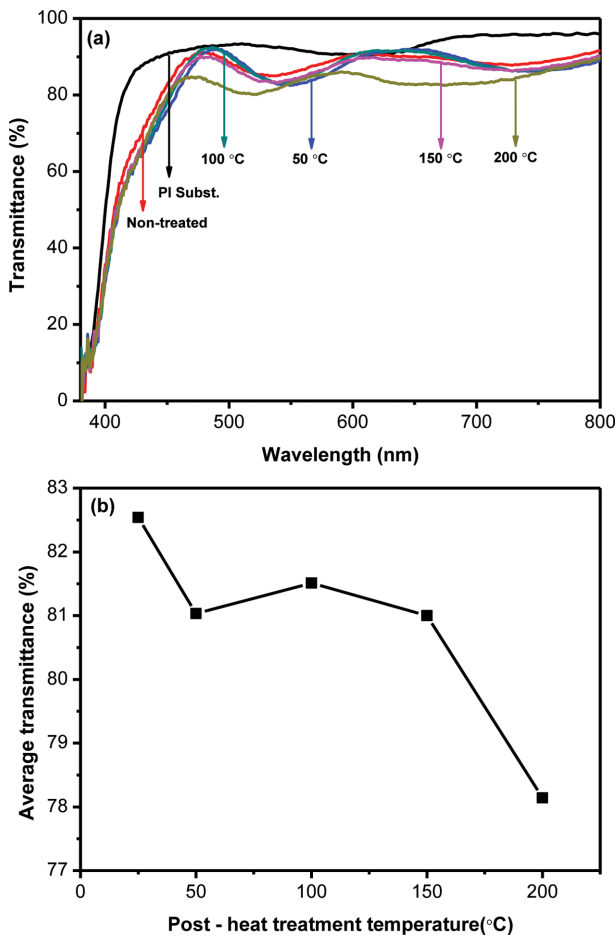 (a)
100
80
60
40
20
0
Transmittance (%)
100 °C
50 °C
150 °C
200 °C
PI Subst.
Non-treated
400
500
600
700
800
Wavelength (nm)
(b)
83
82
81
80
79
78
77
Average transmittance (%)
0
50
100
150
200
Post - heat treatment temperature(°C)